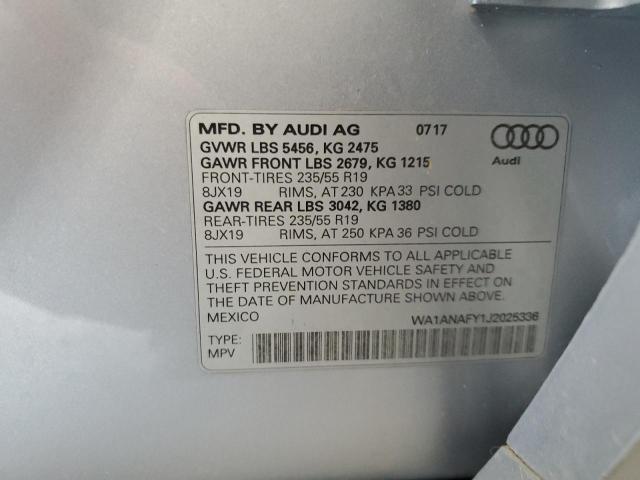 MFD. BY AUDI AG 0717
GVWR LBS 5456, KG 2475
GAWR FRONT LBS 2679, KG 1215
FRONT-TIRES 235/55 R19
8JX19 RIMS, AT 230 KPA 33 PSI COLD
GAWR REAR LBS 3042, KG 1380
REAR-TIRES 235/55 R19
8JX19 RIMS, AT 250 KPA 36 PSI COLD
Audi
THIS VEHICLE CONFORMS TO ALL APPLICABLE
U.S. FEDERAL MOTOR VEHICLE SAFETY AND
THEFT PREVENTION STANDARDS IN EFFECT ON
THE DATE OF MANUFACTURE SHOWN ABOVE.
MEXICO WA1ANAFY1J2025336
TYPE:
MPV